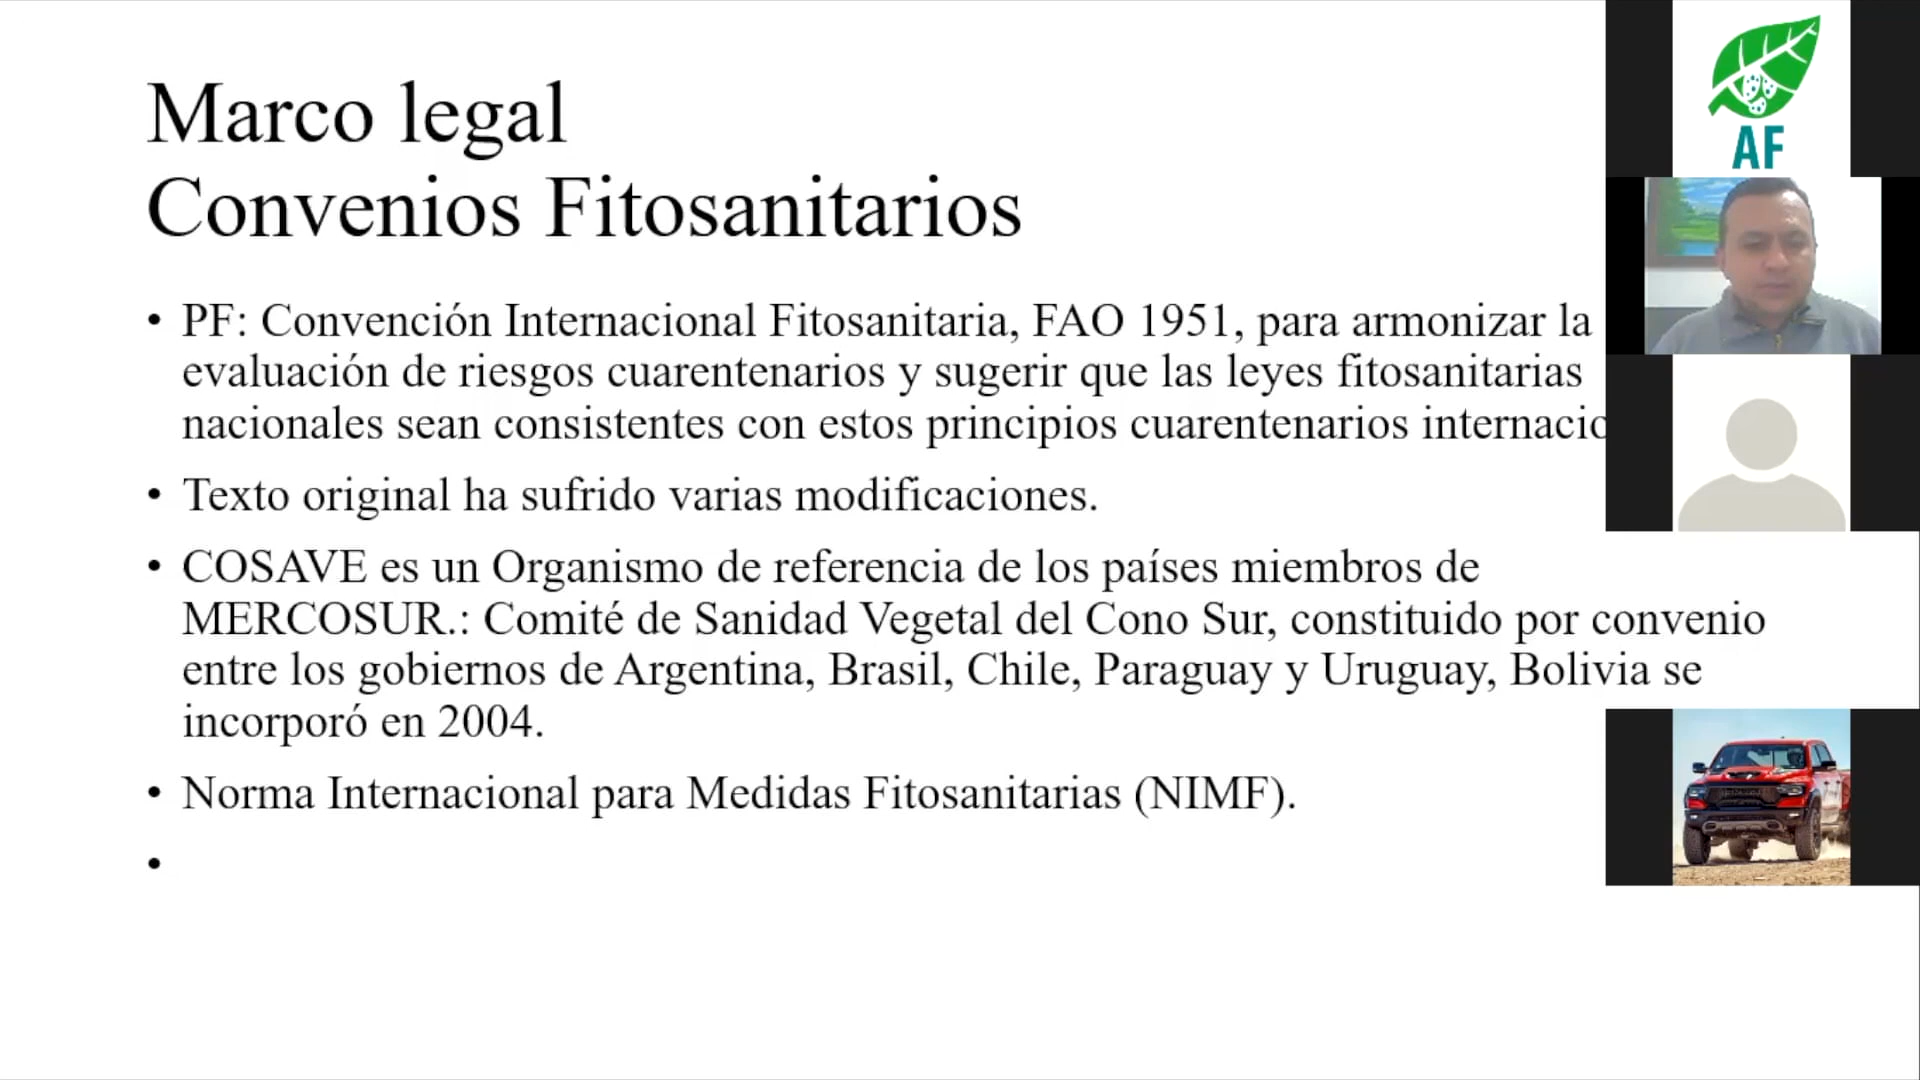 Marco legal
Convenios Fitosanitarios
• PF: Convención Internacional Fitosanitaria, FAO 1951, para armonizar la
evaluación de riesgos cuarentenarios y sugerir que las leyes fitosanitarias
nacionales sean consistentes con estos principios cuarentenarios internacio
• Texto original ha sufrido varias modificaciones.
• COSAVE es un Organismo de referencia de los países miembros de
MERCOSUR.: Comité de Sanidad Vegetal del Cono Sur, constituido por convenio
entre los gobiernos de Argentina, Brasil, Chile, Paraguay y Uruguay, Bolivia se
incorporó en 2004.
• Norma Internacional para Medidas Fitosanitarias (NIMF).
•
AF